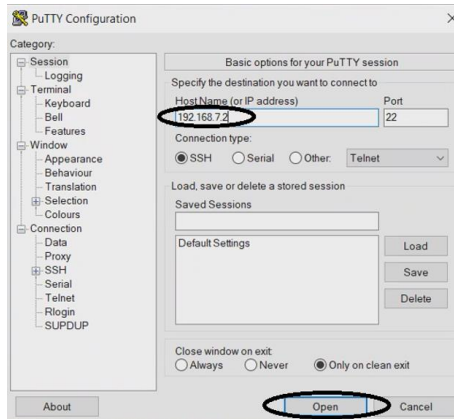 PuTTY Configuration
Category:
Session
Logging
Terminal
Keyboard
Bell
Features
Window
Appearance
Behaviour
Translation
Selection
Colours
Connection
Data
Proxy
SSH
Serial
Telnet
Rlogin
SUPDUP
Basic options for your PuTTY session
Specify the destination you want to connect to
Host Name (or IP address) Port
192.168.7.2 22
Connection type:
SSH Serial Other: Telnet
Load, save or delete a stored session
Saved Sessions
Default Settings
Load
Save
Delete
Close window on exit:
Always Never Only on clean exit
About Open Cancel